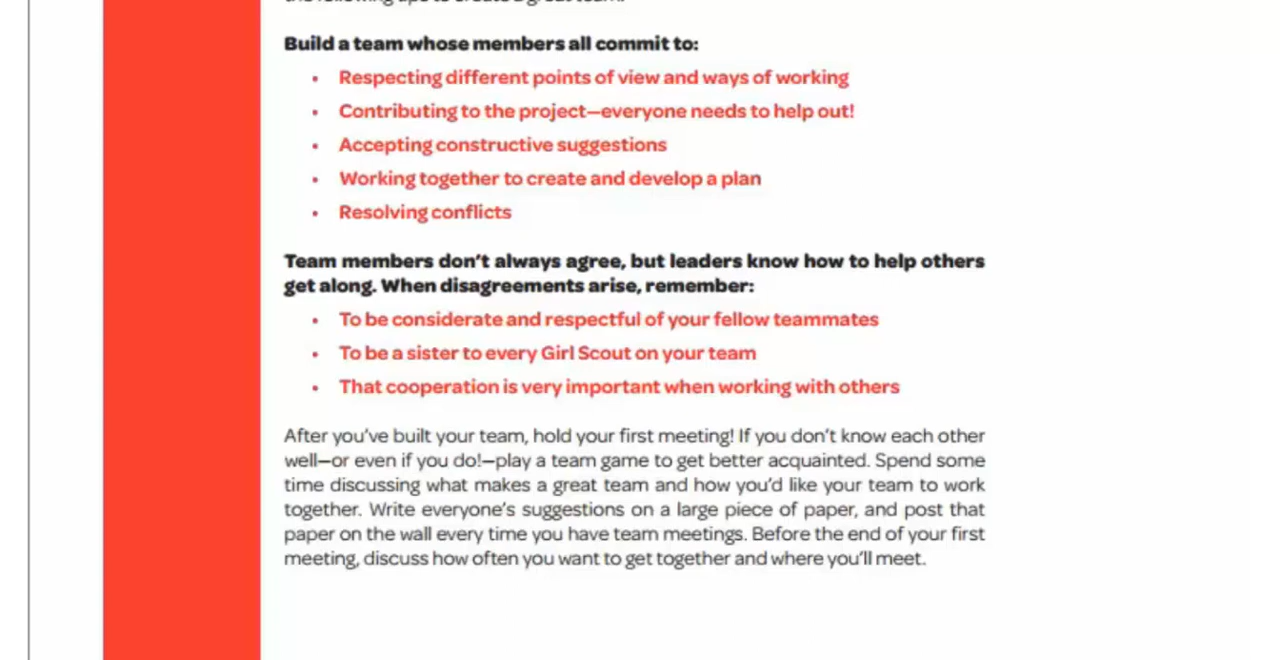 the following tips to create a great team.
Build a team whose members all commit to:
• Respecting different points of view and ways of working
• Contributing to the project—everyone needs to help out!
• Accepting constructive suggestions
• Working together to create and develop a plan
• Resolving conflicts
Team members don't always agree, but leaders know how to help others
get along. When disagreements arise, remember:
• To be considerate and respectful of your fellow teammates
• To be a sister to every Girl Scout on your team
• That cooperation is very important when working with others
After you've built your team, hold your first meeting! If you don't know each other
well—or even if you do!—play a team game to get better acquainted. Spend some
time discussing what makes a great team and how you'd like your team to work
together. Write everyone's suggestions on a large piece of paper, and post that
paper on the wall every time you have team meetings. Before the end of your first
meeting, discuss how often you want to get together and where you'll meet.